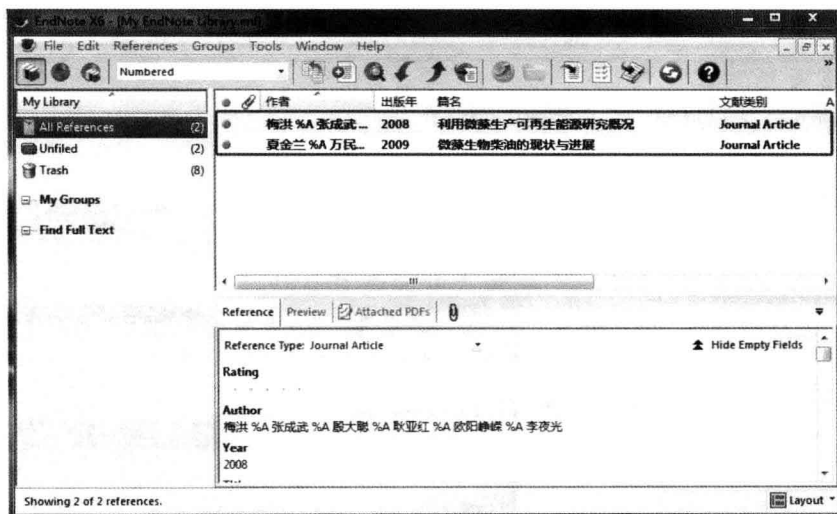 EndNote X6 - [My EndNote Library.enl]
File Edit References Groups Tools Window Help
Numbered
My Library
作者 出版年 篇名 文献类别 A
All References (2)
梅洪 %A 张成武 ... 2008 利用微藻生产可再生能源研究概况 Journal Article
Unfiled (2)
夏金兰 %A 万民... 2009 微藻生物柴油的现状与进展 Journal Article
Trash (8)
My Groups
Find Full Text
Reference Preview Attached PDFs
Reference Type: Journal Article Hide Empty Fields
Rating
Author
梅洪 %A 张成武 %A 殷大聪 %A 耿亚红 %A 欧阳峥嵘 %A 李夜光
Year
2008
Showing 2 of 2 references. Layout